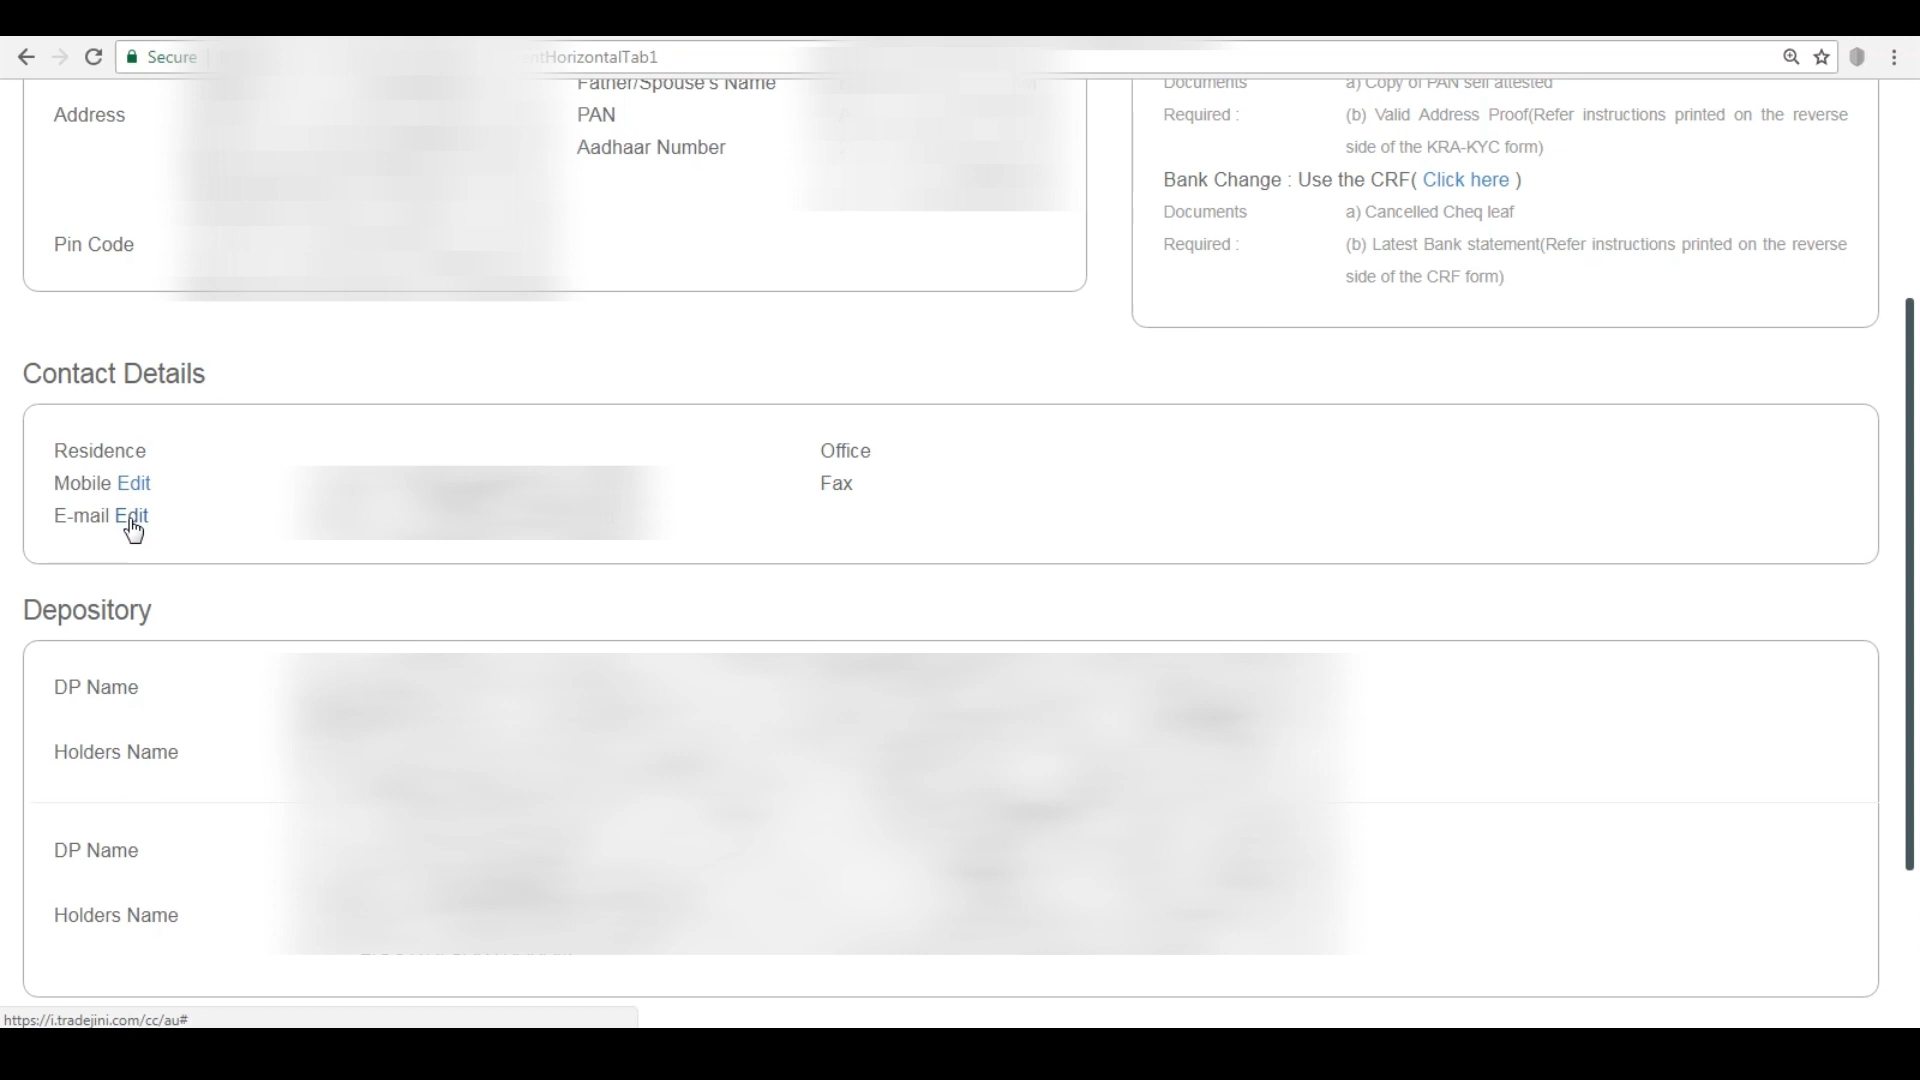 Secure
entHorizontalTab1
Father/Spouse's Name
Address
PAN
Aadhaar Number
Pin Code
Documents a) Copy of PAN self attested
Required : (b) Valid Address Proof(Refer instructions printed on the reverse
side of the KRA-KYC form)
Bank Change : Use the CRF( Click here )
Documents a) Cancelled Cheq leaf
Required : (b) Latest Bank statement(Refer instructions printed on the reverse
side of the CRF form)
Contact Details
Residence
Office
Mobile Edit
Fax
E-mail Edit
Depository
DP Name
Holders Name
DP Name
Holders Name
https://i.tradejini.com/cc/au#